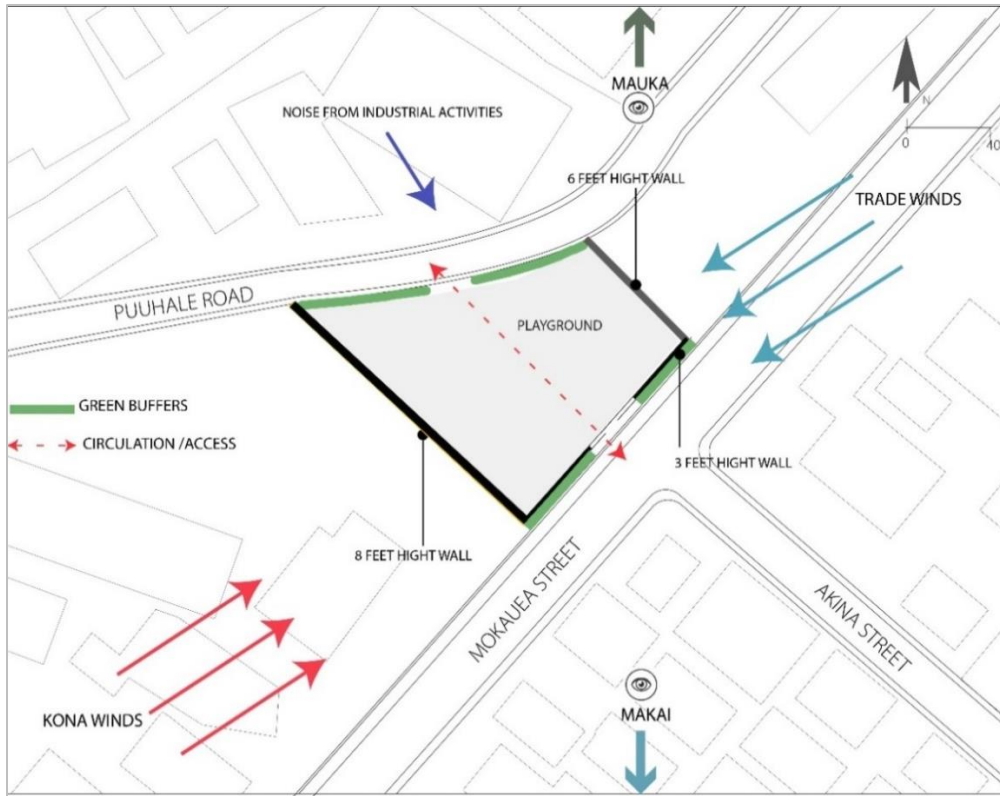 MAUKA
N
0
40
NOISE FROM INDUSTRIAL ACTIVITIES
6 FEET HIGHT WALL
TRADE WINDS
PUUHALE ROAD
PLAYGROUND
GREEN BUFFERS
CIRCULATION /ACCESS
3 FEET HIGHT WALL
8 FEET HIGHT WALL
MOKAUEA STREET
AKINA STREET
KONA WINDS
MAKAI